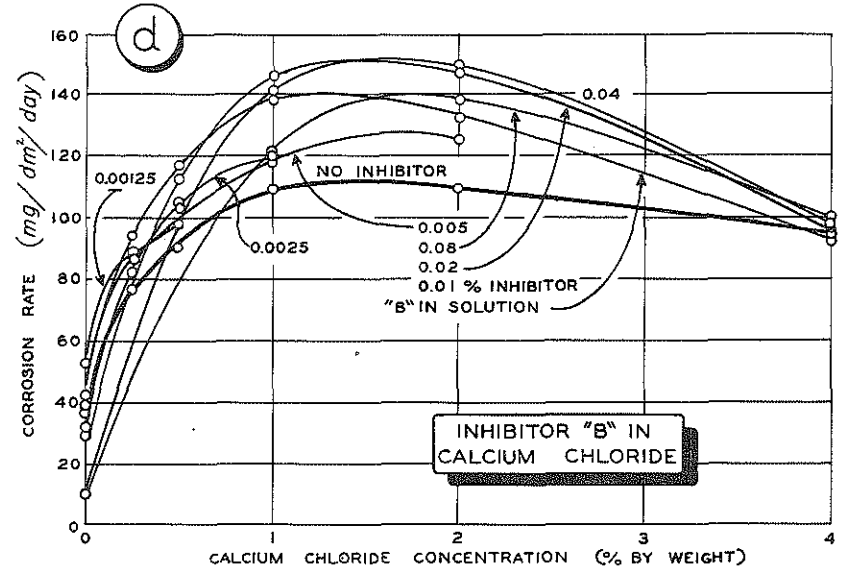 d
160
140
120
100
80
60
40
20
0
CORROSION RATE (mg/dm²/day)
0.00125
NO INHIBITOR
0.04
0.0025
0.005
0.08
0.02
0.01 % INHIBITOR
"B" IN SOLUTION
INHIBITOR "B" IN
CALCIUM CHLORIDE
0 1 2 3 4
CALCIUM CHLORIDE CONCENTRATION (% BY WEIGHT)